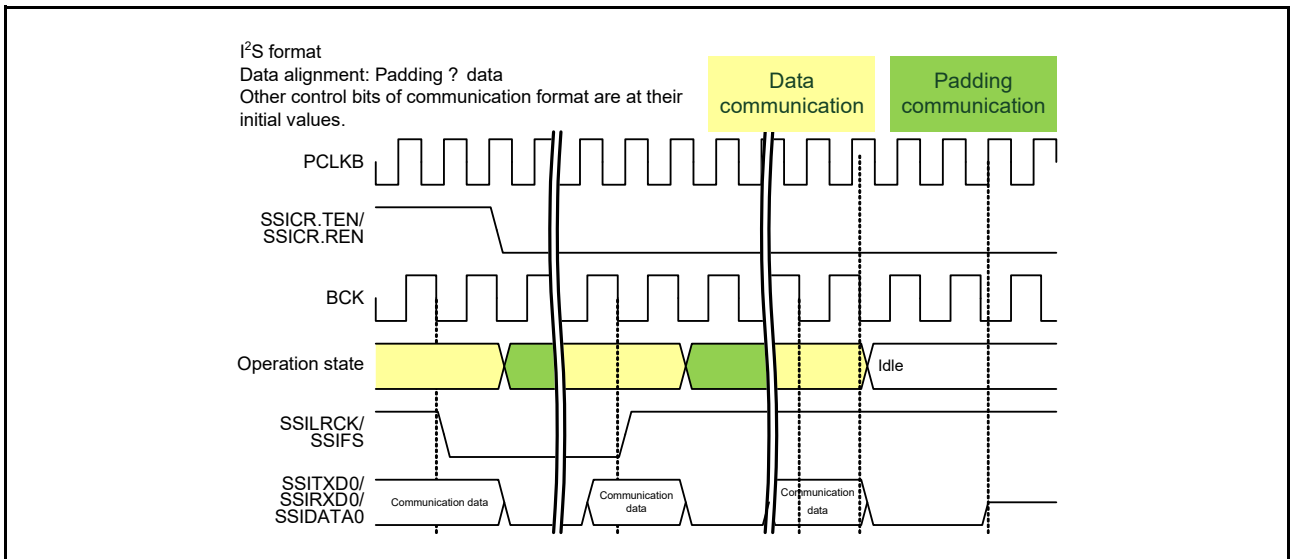 I2S format
Data alignment: Padding ? data
Other control bits of communication format are at their
initial values.
Data
communication
Padding
communication
PCLKB
SSICR.TEN/
SSICR.REN
BCK
Operation state
Idle
SSILRCK/
SSIFS
SSITXD0/
SSIRXD0/
SSIDATA0
Communication data
Communication
data
Communication
data